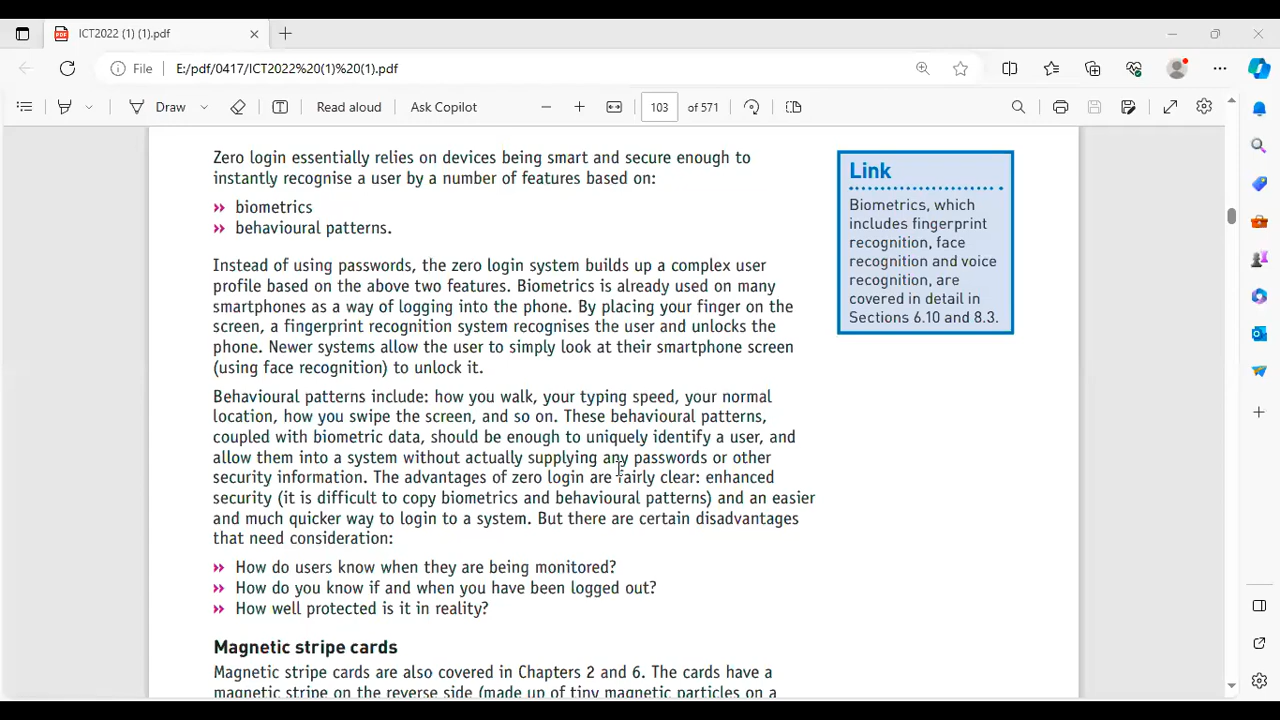 ICT2022 (1) (1).pdf
File
E:/pdf/0417/ICT2022%20(1)%20(1).pdf
Draw
Read aloud
Ask Copilot
103 of 571
Zero login essentially relies on devices being smart and secure enough to
instantly recognise a user by a number of features based on:
» biometrics
» behavioural patterns.
Instead of using passwords, the zero login system builds up a complex user
profile based on the above two features. Biometrics is already used on many
smartphones as a way of logging into the phone. By placing your finger on the
screen, a fingerprint recognition system recognises the user and unlocks the
phone. Newer systems allow the user to simply look at their smartphone screen
(using face recognition) to unlock it.
Behavioural patterns include: how you walk, your typing speed, your normal
location, how you swipe the screen, and so on. These behavioural patterns,
coupled with biometric data, should be enough to uniquely identify a user, and
allow them into a system without actually supplying any passwords or other
security information. The advantages of zero login are fairly clear: enhanced
security (it is difficult to copy biometrics and behavioural patterns) and an easier
and much quicker way to login to a system. But there are certain disadvantages
that need consideration:
» How do users know when they are being monitored?
» How do you know if and when you have been logged out?
» How well protected is it in reality?
Magnetic stripe cards
Magnetic stripe cards are also covered in Chapters 2 and 6. The cards have a
magnetic stripe on the reverse side (made up of tiny magnetic particles on a
Link
Biometrics, which
includes fingerprint
recognition, face
recognition and voice
recognition, are
covered in detail in
Sections 6.10 and 8.3.